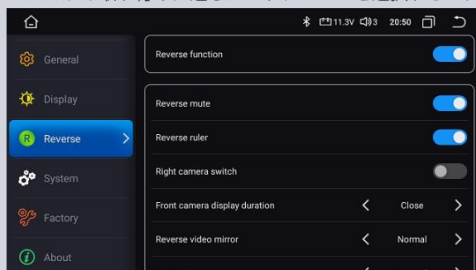 11.3V 3 20:50
General
Reverse function
Display
Reverse mute
R Reverse
Reverse ruler
System
Right camera switch
Factory
Front camera display duration Close
Reverse video mirror Normal
About